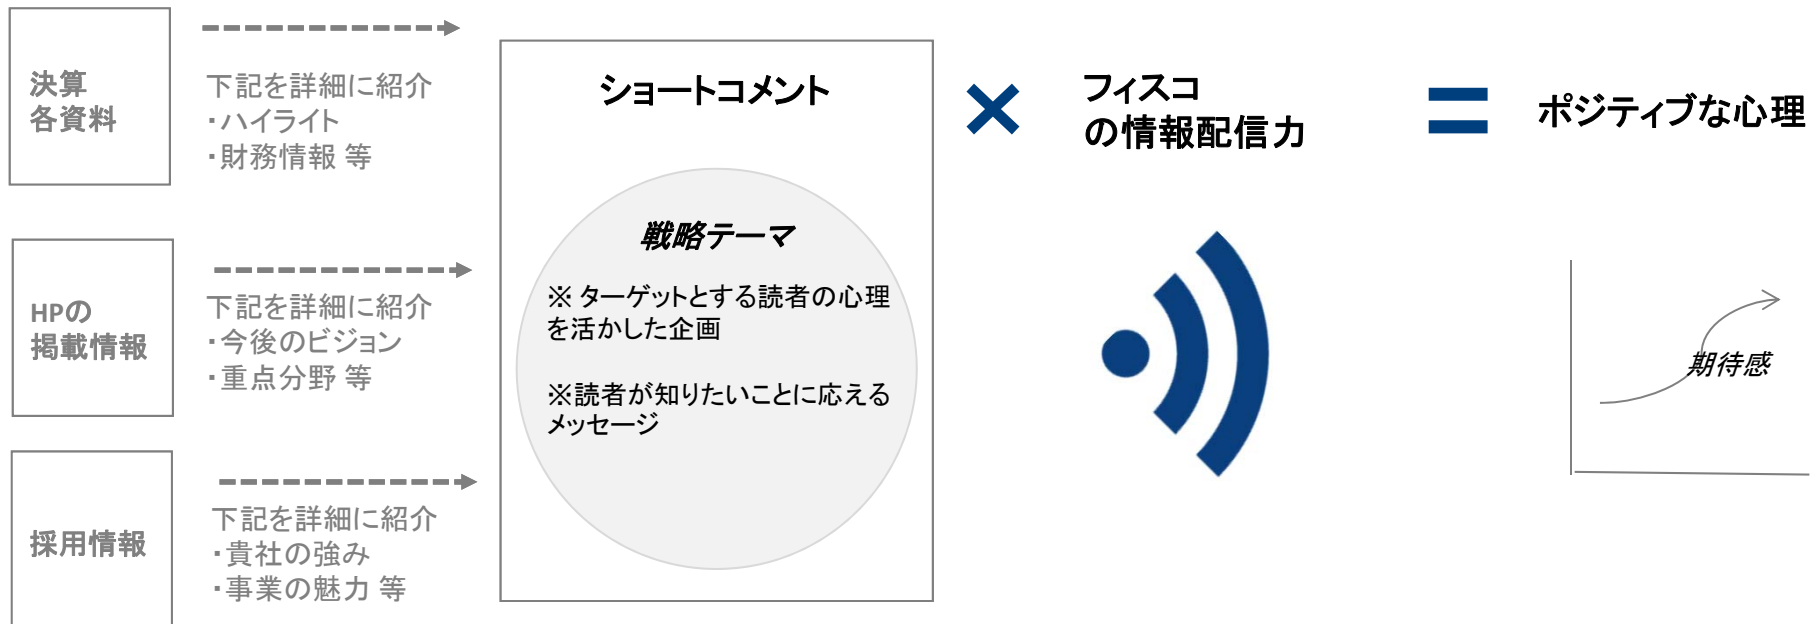 決算
各資料
下記を詳細に紹介
・ハイライト
・財務情報 等
HPの
掲載情報
下記を詳細に紹介
・今後のビジョン
・重点分野 等
採用情報
下記を詳細に紹介
・貴社の強み
・事業の魅力 等
ショートコメント
戦略テーマ
※ ターゲットとする読者の心理
を活かした企画
※読者が知りたいことに応える
メッセージ
×
フィスコ
の情報配信力
=
ポジティブな心理
期待感